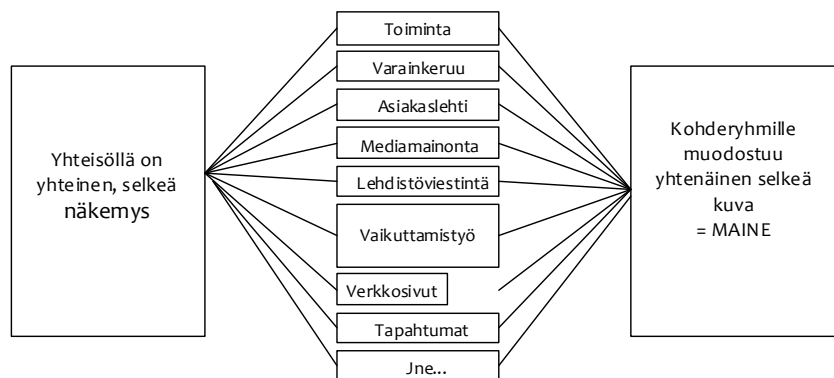 Yhteisöllä on
yhteinen, selkeä
näkemys
Toiminta
Varainkeruu
Asiakaslehti
Mediamainonta
Lehdistöviestintä
Vaikuttamistyö
Verkkosivut
Tapahtumat
Jne...
Kohderyhmille
muodostuu
yhtenäinen selkeä
kuva
= MAINE